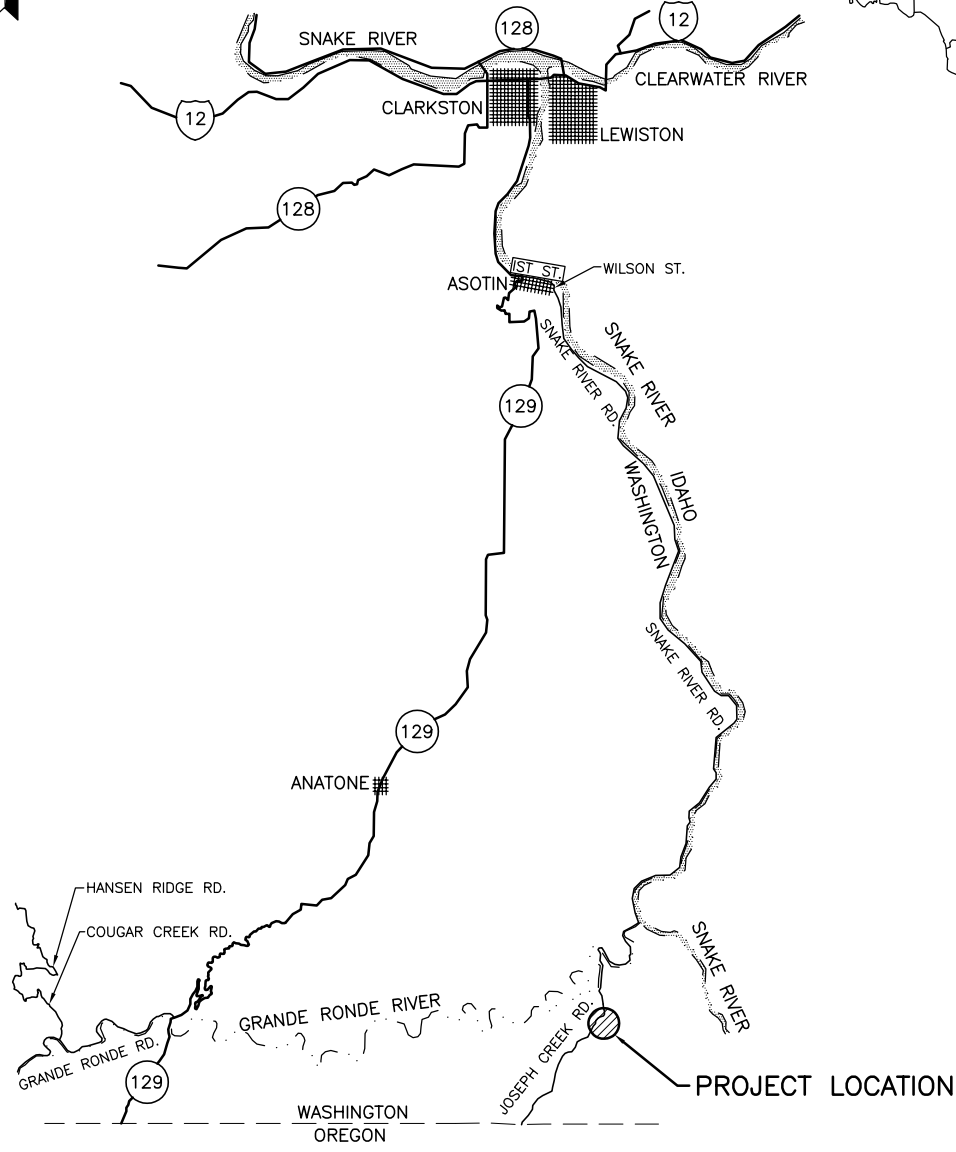 128
12
SNAKE RIVER
CLEARWATER RIVER
CLARKSTON
12
LEWISTON
128
1ST ST.
WILSON ST.
ASOTIN
SNAKE RIVER RD.
SNAKE RIVER
129
IDAHO
WASHINGTON
SNAKE RIVER RD.
129
ANATONE
HANSEN RIDGE RD.
COUGAR CREEK RD.
SNAKE RIVER
GRANDE RONDE RIVER
GRANDE RONDE RD.
JOSEPH CREEK RD.
129
PROJECT LOCATION
WASHINGTON
OREGON